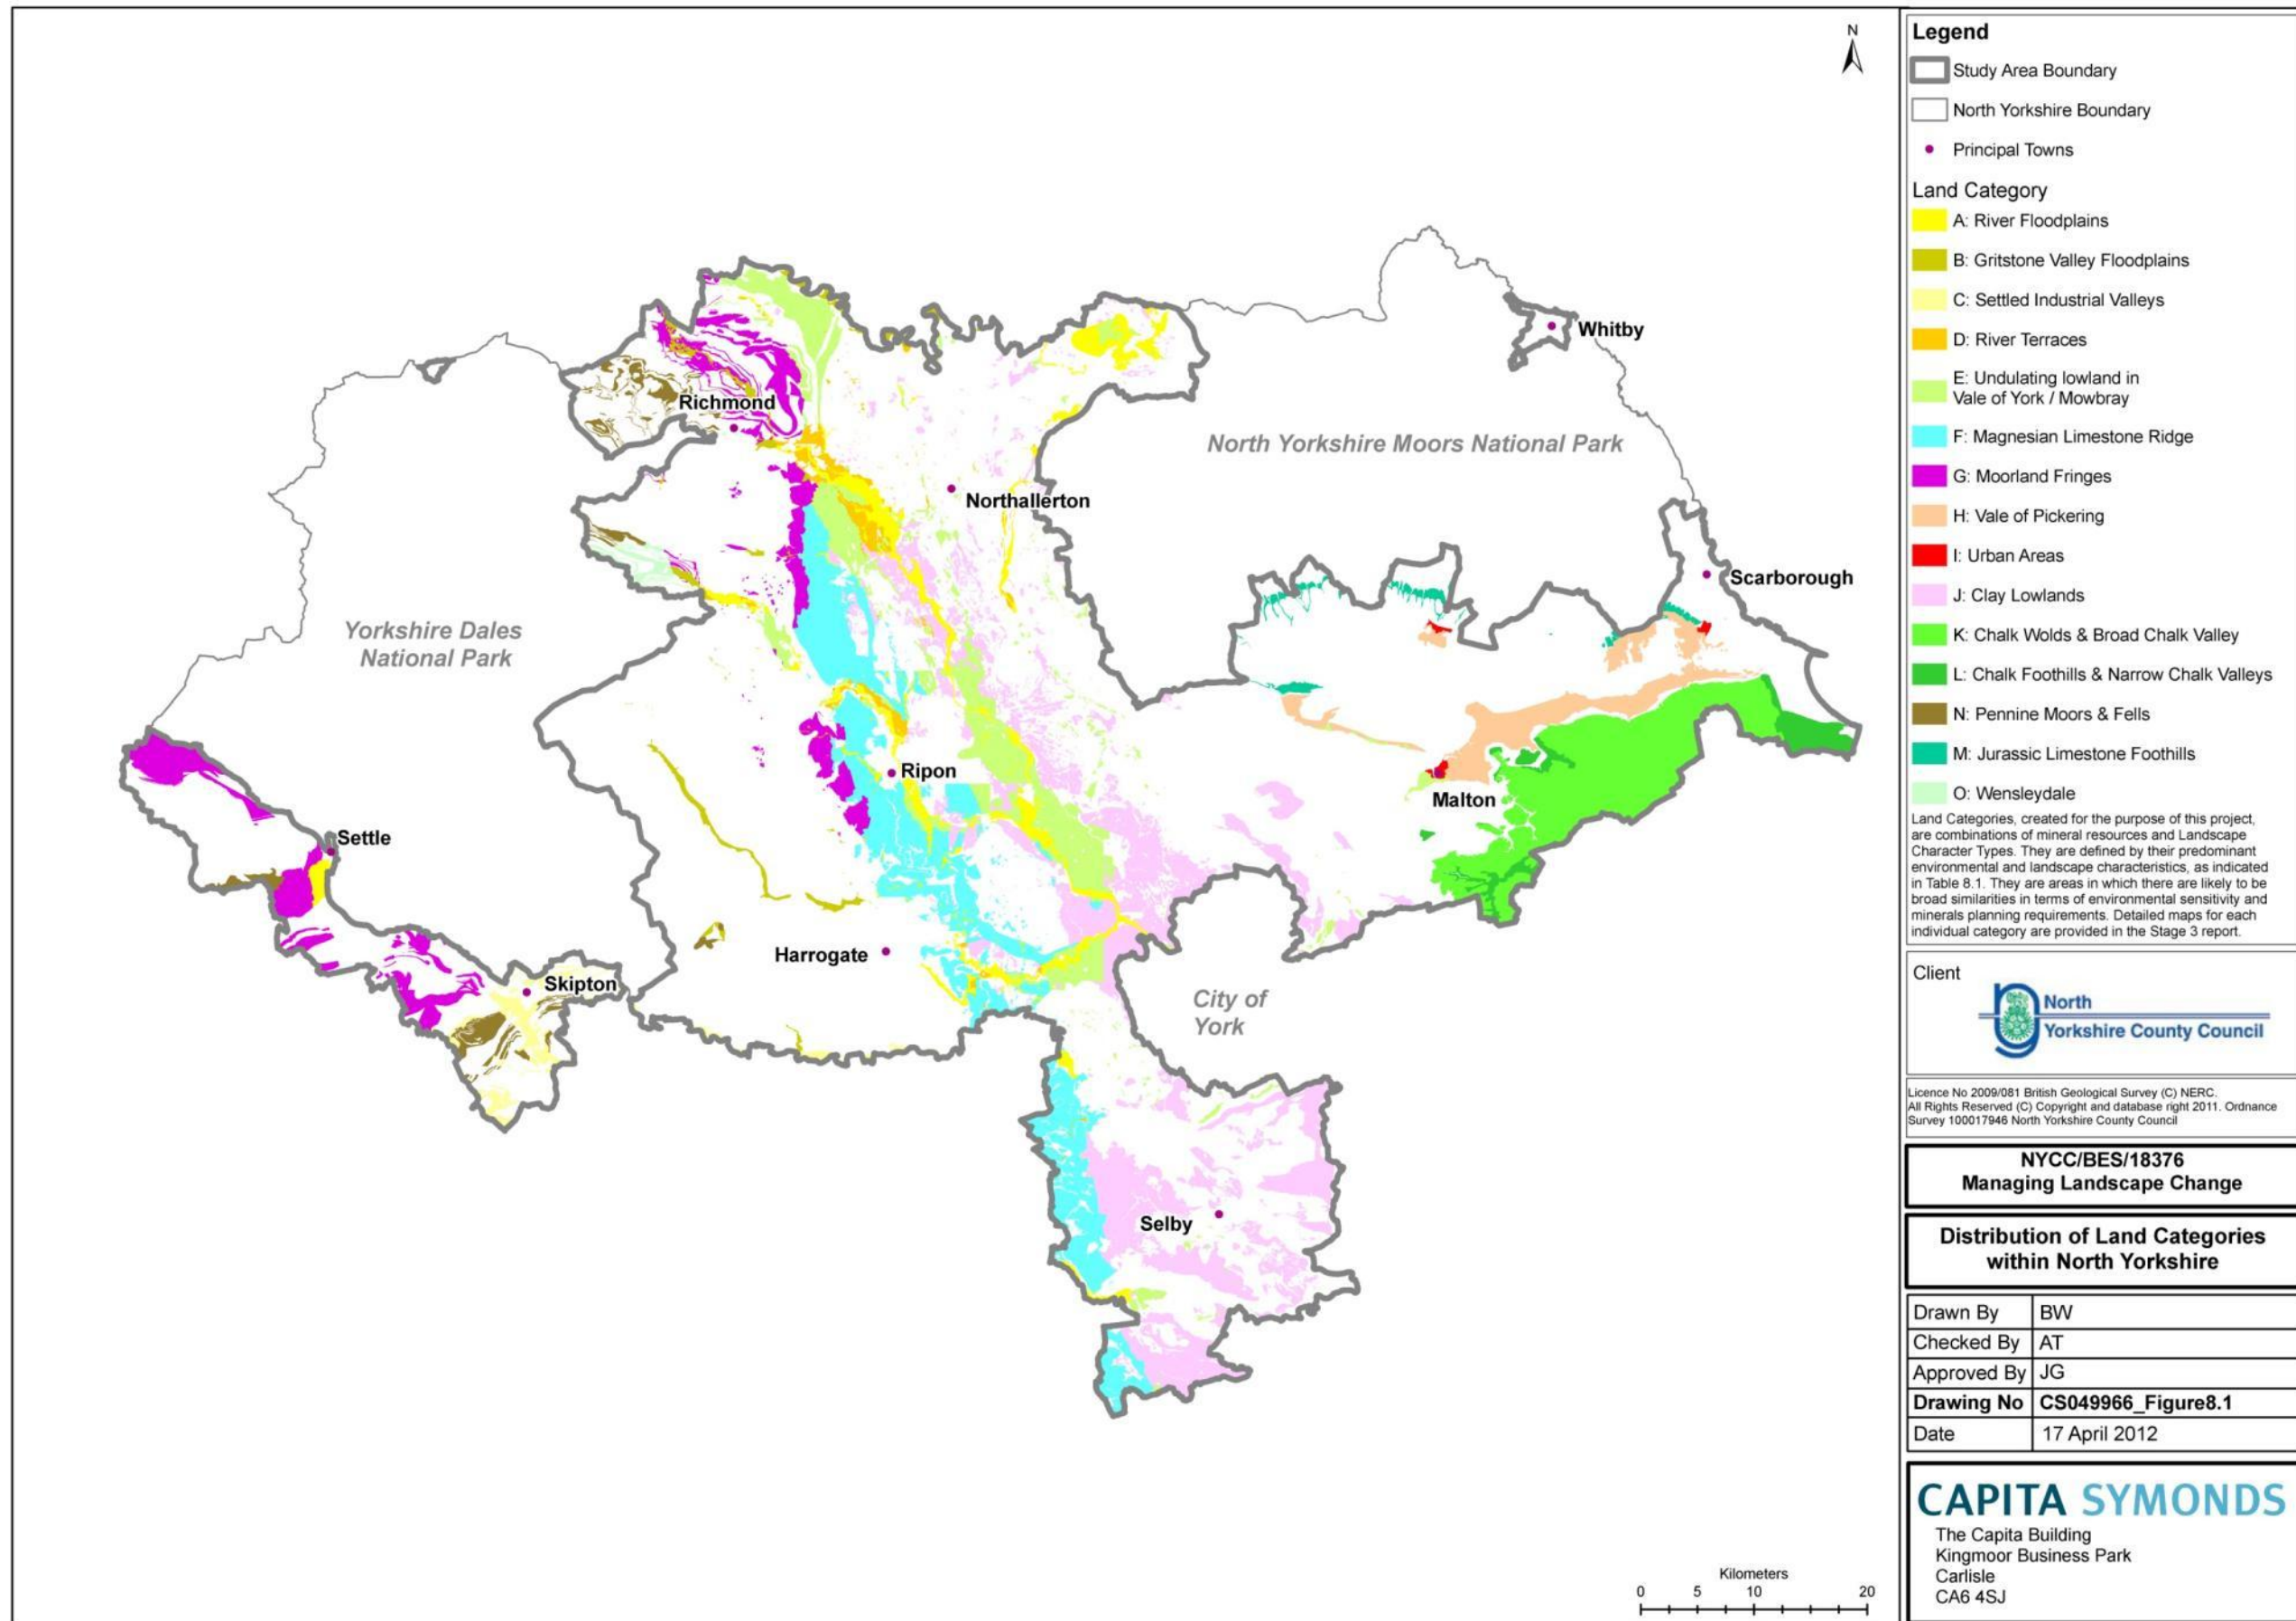 N
Whitby
Richmond
North Yorkshire Moors National Park
Northallerton
Scarborough
Yorkshire Dales
National Park
Ripon
Malton
Settle
Harrogate
Skipton
City of
York
Selby
Kilometers
0 5 10 20
Legend
Study Area Boundary
North Yorkshire Boundary
Principal Towns
Land Category
A: River Floodplains
B: Gritstone Valley Floodplains
C: Settled Industrial Valleys
D: River Terraces
E: Undulating lowland in
Vale of York / Mowbray
F: Magnesian Limestone Ridge
G: Moorland Fringes
H: Vale of Pickering
I: Urban Areas
J: Clay Lowlands
K: Chalk Wolds & Broad Chalk Valley
L: Chalk Foothills & Narrow Chalk Valleys
N: Pennine Moors & Fells
M: Jurassic Limestone Foothills
O: Wensleydale
Land Categories, created for the purpose of this project,
are combinations of mineral resources and Landscape
Character Types. They are defined by their predominant
environmental and landscape characteristics, as indicated
in Table 8.1. They are areas in which there are likely to be
broad similarities in terms of environmental sensitivity and
minerals planning requirements. Detailed maps for each
individual category are provided in the Stage 3 report.
Client
North
Yorkshire County Council
Licence No 2009/081 British Geological Survey (C) NERC.
All Rights Reserved (C) Copyright and database right 2011. Ordnance
Survey 100017946 North Yorkshire County Council
NYCC/BES/18376
Managing Landscape Change
Distribution of Land Categories
within North Yorkshire
Drawn By BW
Checked By AT
Approved By JG
Drawing No CS049966_Figure8.1
Date 17 April 2012
CAPITA SYMONDS
The Capita Building
Kingmoor Business Park
Carlisle
CA6 4SJ